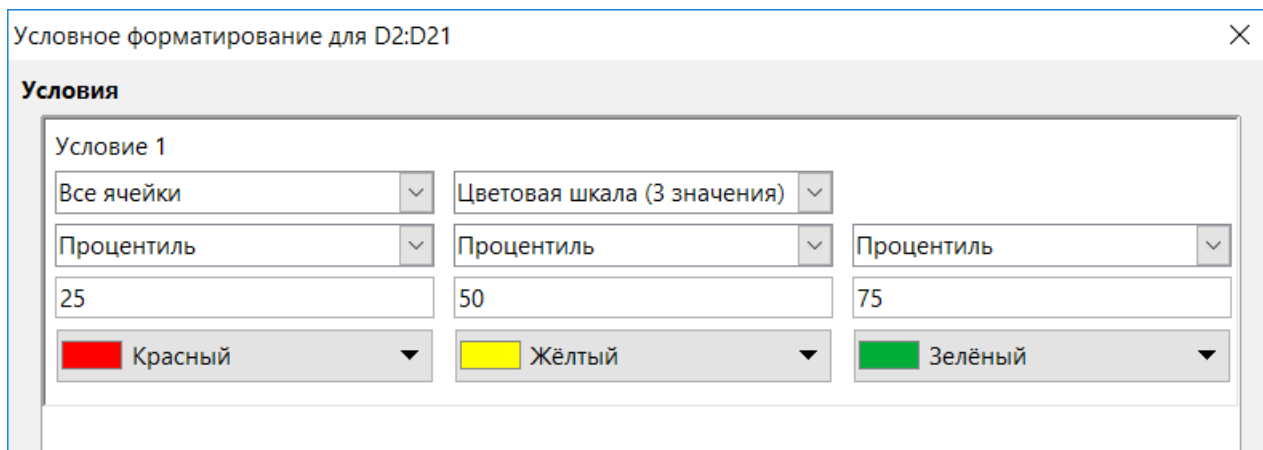 Условное форматирование для D2:D21
Условия
Условие 1
Все ячейки Цветовая шкала (3 значения)
Процентиль Процентиль Процентиль
25 50 75
Красный Жёлтый Зелёный